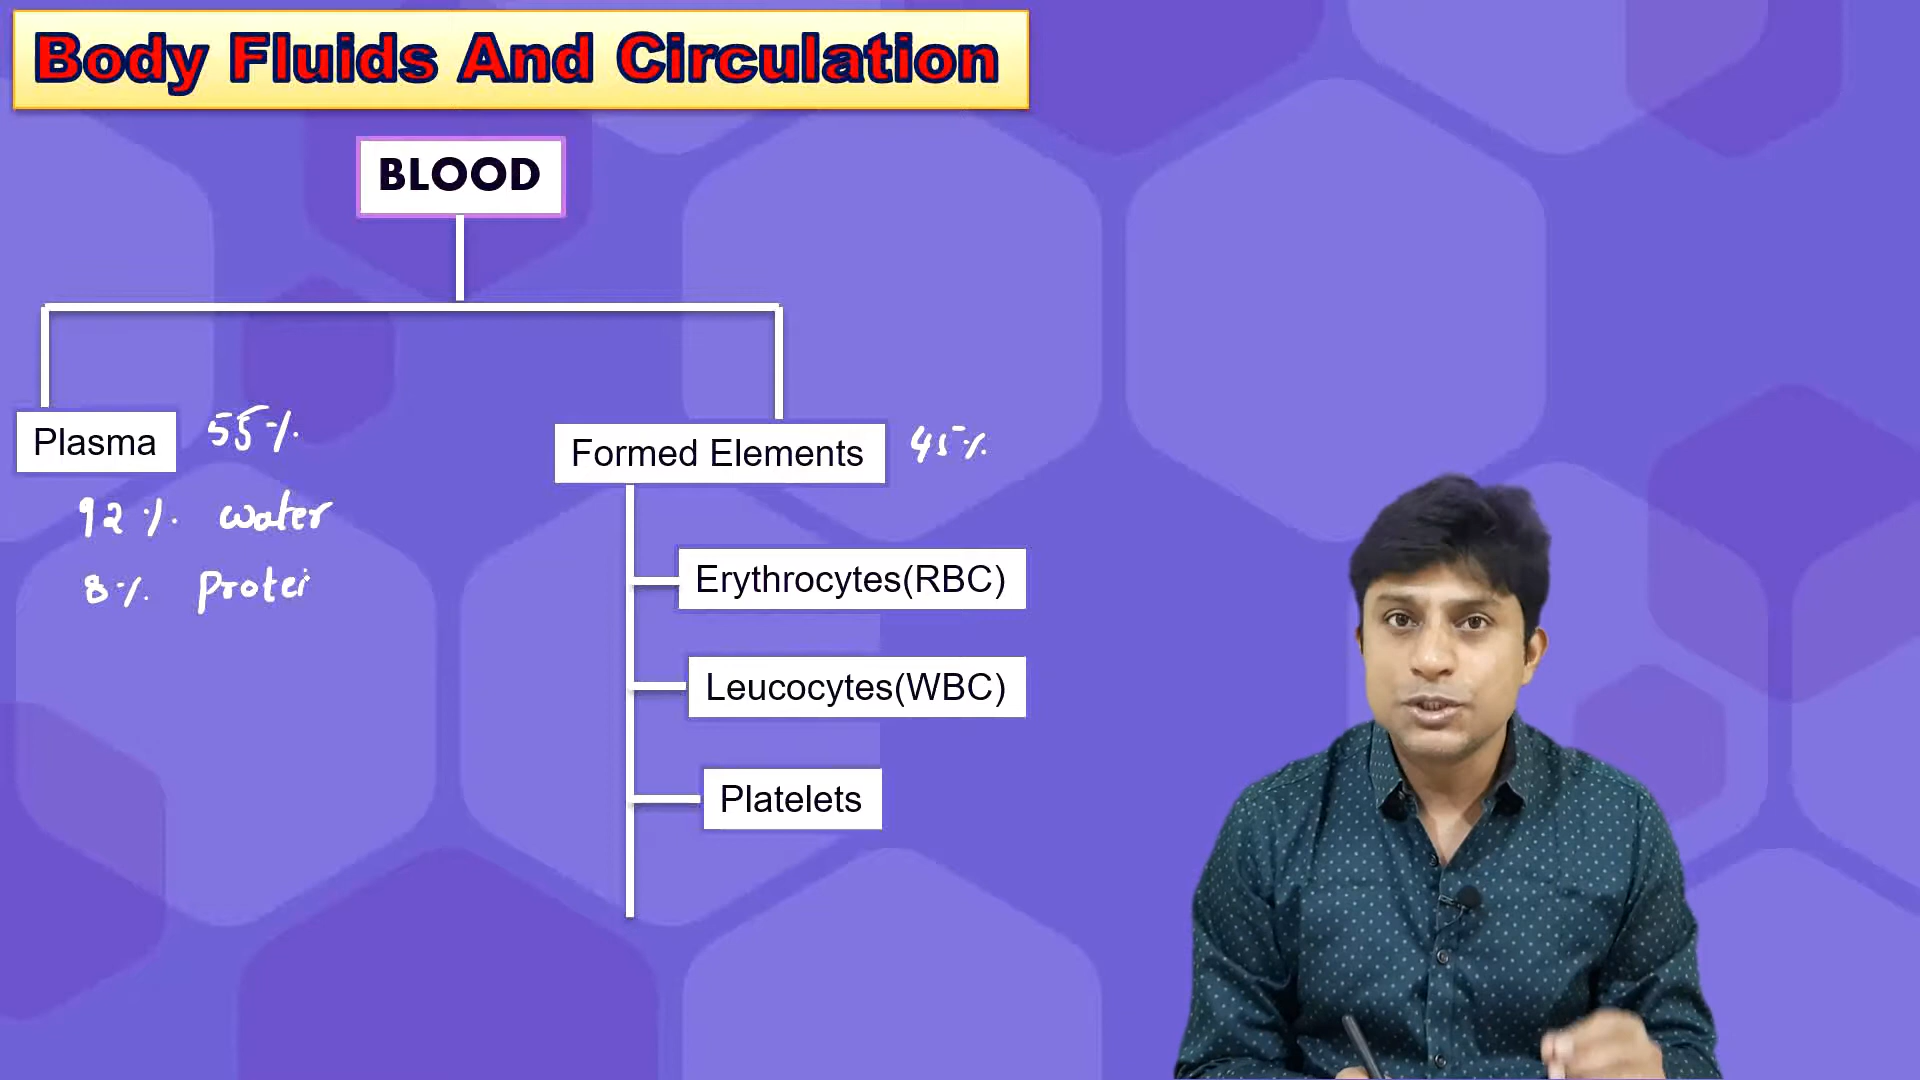 Body Fluids And Circulation
BLOOD
Plasma 55%
92% water
8% Protei
Formed Elements 45%
Erythrocytes(RBC)
Leucocytes(WBC)
Platelets